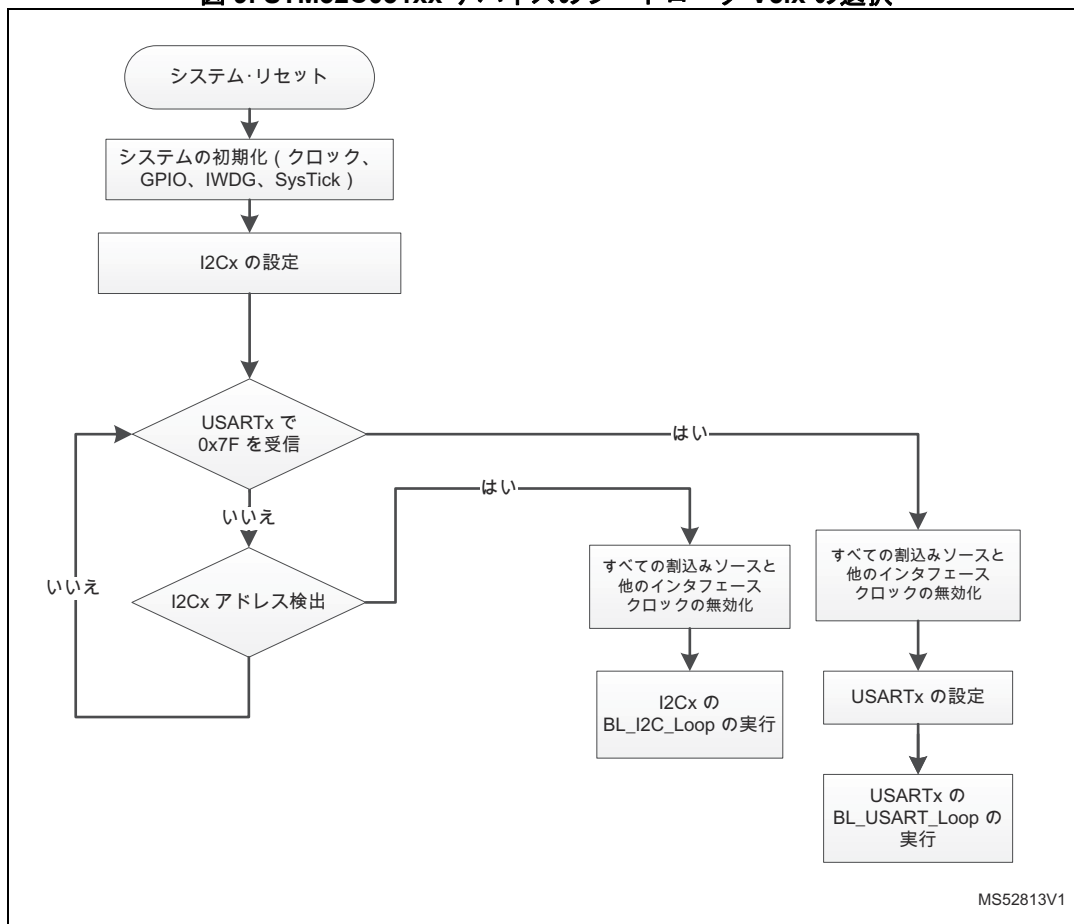 システム・リセット
システムの初期化（クロック、
GPIO、IWDG、SysTick）
I2Cx の設定
USARTx で
0x7F を受信
はい
はい
いいえ
いいえ
I2Cx アドレス検出
すべての割込みソースと
他のインタフェース
クロックの無効化
すべての割込みソースと
他のインタフェース
クロックの無効化
I2Cx の
BL_I2C_Loop の実行
USARTx の設定
USARTx の
BL_USART_Loop の
実行
MS52813V1